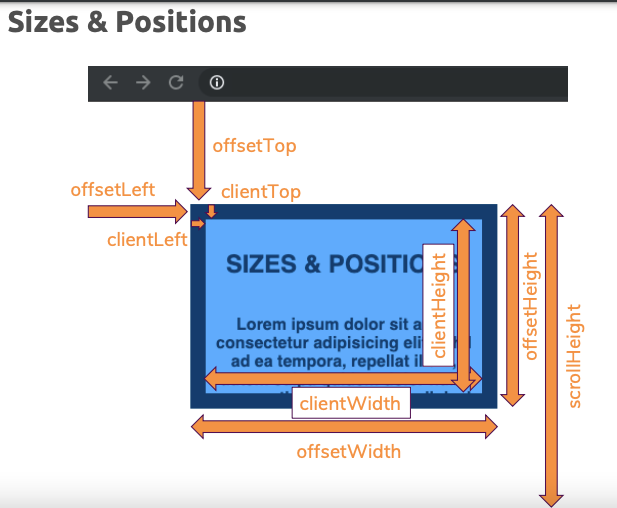 Sizes & Positions
offsetTop
offsetLeft
clientTop
clientLeft
SIZES & POSITIO S
Lorem ipsum dolor sit a
consectetur adipisicing eli
ad ea tempora, repellat i
clientHeight
offsetHeight
scrollHeight
clientWidth
offsetWidth